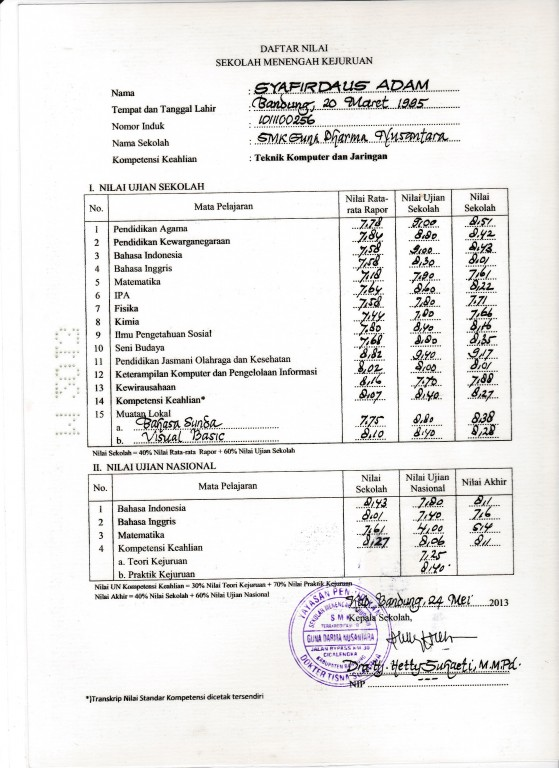 DAFTAR NILAI
SEKOLAH MENENGAH KEJURUAN
Nama : SYAFIRDAUS ADAM
Tempat dan Tanggal Lahir : Bandung, 20 Maret 1995
Nomor Induk : 101100256
Nama Sekolah : SMK Guna Dharma Nusantara
Kompetensi Keahlian : Teknik Komputer dan Jaringan
I. NILAI UJIAN SEKOLAH
No. Mata Pelajaran Nilai Rata-rata Rapor Nilai Ujian Sekolah Nilai Sekolah
1 Pendidikan Agama 7,78 9,00 8,51
2 Pendidikan Kewarganegaraan 7,84 8,80 8,42
3 Bahasa Indonesia 7,58 9,00 8,43
4 Bahasa Inggris 7,58 8,30 8,01
5 Matematika 7,18 7,90 7,61
6 IPA 7,64 8,60 8,22
7 Fisika 7,58 7,80 7,71
8 Kimia 7,44 7,80 7,66
9 Ilmu Pengetahuan Sosial 7,80 8,40 8,16
10 Seni Budaya 7,68 8,80 8,35
11 Pendidikan Jasmani Olahraga dan Kesehatan 8,82 9,40 9,17
12 Keterampilan Komputer dan Pengelolaan Informasi 8,02 8,00 8,01
13 Kewirausahaan 8,16 7,70 7,88
14 Kompetensi Keahlian* 8,07 8,40 8,27
15 Muatan Lokal
a. Bahasa Sunda 7,75 8,80 8,38
b. Visual Basic 8,10 8,40 8,28
Nilai Sekolah = 40% Nilai Rata-rata Rapor + 60% Nilai Ujian Sekolah
II. NILAI UJIAN NASIONAL
No. Mata Pelajaran Nilai Sekolah Nilai Ujian Nasional Nilai Akhir
1 Bahasa Indonesia 8,43 7,80 8,1
2 Bahasa Inggris 8,01 7,40 7,6
3 Matematika 7,61 4,00 5,4
4 Kompetensi Keahlian 8,27 8,06 8,1
a. Teori Kejuruan 7,25
b. Praktik Kejuruan 8,40
Nilai UN Kompetensi Keahlian = 30% Nilai Teori Kejuruan + 70% Nilai Praktik Kejuruan
Nilai Akhir = 40% Nilai Sekolah + 60% Nilai Ujian Nasional
Kab. Bandung, 24 Mei 2013
Kepala Sekolah,
SMK
GUNA DARMA NUSANTARA
CICALENGKA
Dra. Hj. Hetty Suhaeti, M.M.Pd.
NIP ---
*)Transkrip Nilai Standar Kompetensi dicetak tersendiri